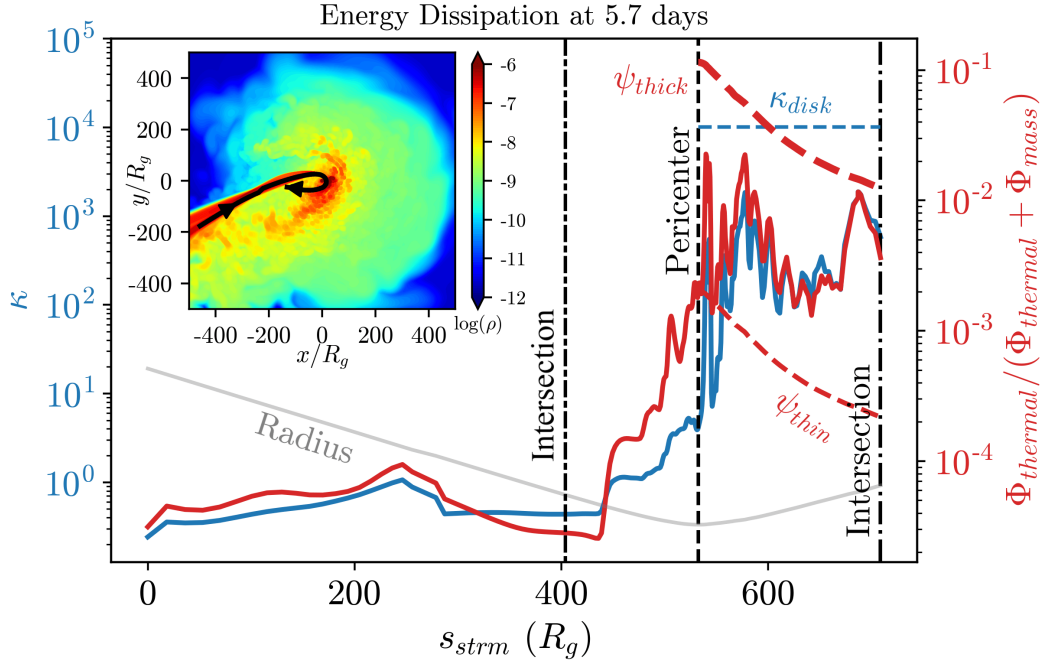 Energy Dissipation at 5.7 days
10^5
10^4
10^3
10^2
10^1
10^0
κ
400
200
0
-200
-400
y/R_g
-400
-200
0
200
400
x/R_g
-6
-7
-8
-9
-10
-11
-12
log(ρ)
Radius
Intersection
Pericenter
Intersection
ψ_thick
κ_disk
ψ_thin
10^-1
10^-2
10^-3
10^-4
Φ_thermal/(Φ_thermal + Φ_mass)
0
200
400
600
s_strm (R_g)